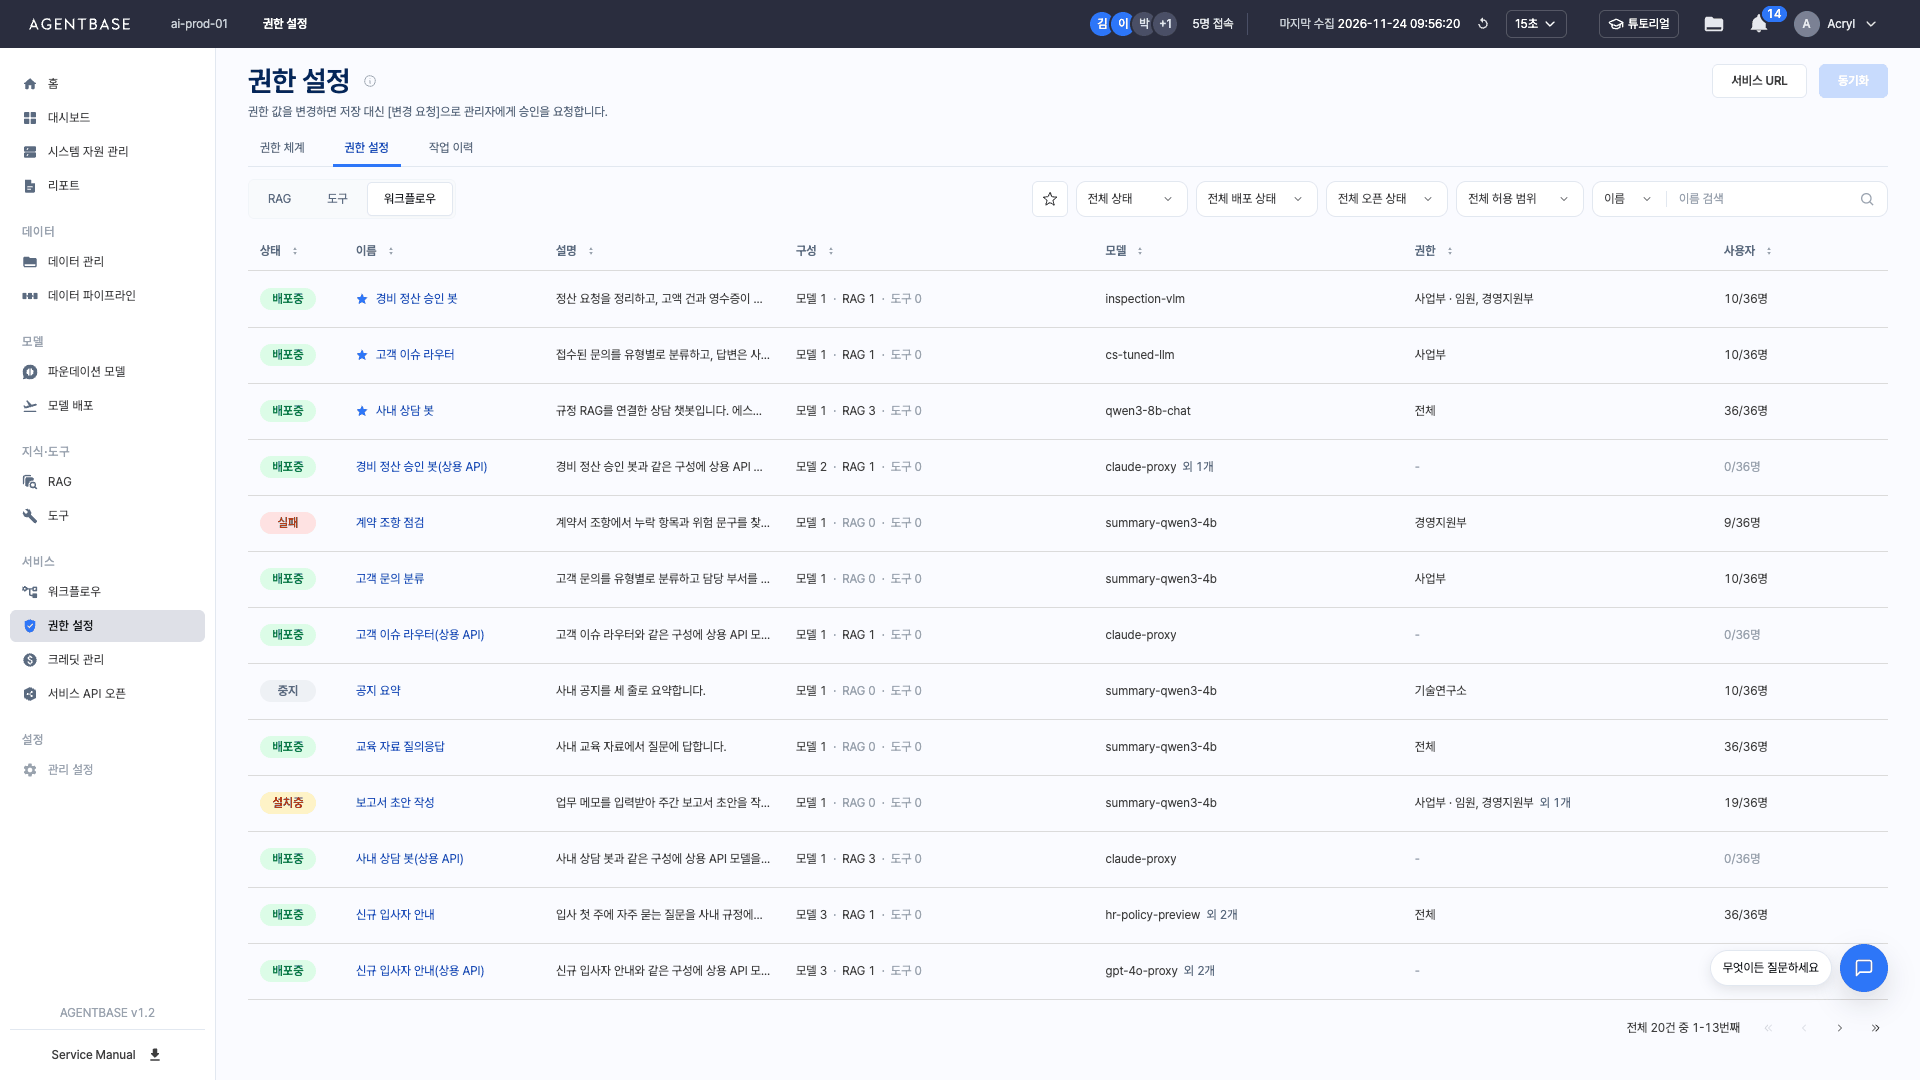 AGENTBASE ai-prod-01 권한 설정 김 이 박 +1 5명 접속 마지막 수집 2026-11-24 09:56:20 15초 튜토리얼 14 A Acryl
홈
대시보드
시스템 자원 관리
리포트
데이터
데이터 관리
데이터 파이프라인
모델
파운데이션 모델
모델 배포
지식·도구
RAG
도구
서비스
워크플로우
권한 설정
크레딧 관리
서비스 API 오픈
설정
관리 설정
AGENTBASE v1.2
Service Manual
권한 설정
서비스 URL 동기화
권한 값을 변경하면 저장 대신 [변경 요청]으로 관리자에게 승인을 요청합니다.
권한 체계 권한 설정 작업 이력
RAG 도구 워크플로우 전체 상태 전체 배포 상태 전체 오픈 상태 전체 허용 범위 이름 이름 검색
상태 이름 설명 구성 모델 권한 사용자
배포중 경비 정산 승인 봇 정산 요청을 정리하고, 고액 건과 영수증이 ... 모델 1 · RAG 1 · 도구 0 inspection-vlm 사업부 · 임원, 경영지원부 10/36명
배포중 고객 이슈 라우터 접수된 문의를 유형별로 분류하고, 답변은 사... 모델 1 · RAG 1 · 도구 0 cs-tuned-llm 사업부 10/36명
배포중 사내 상담 봇 규정 RAG를 연결한 상담 챗봇입니다. 에스... 모델 1 · RAG 3 · 도구 0 qwen3-8b-chat 전체 36/36명
배포중 경비 정산 승인 봇(상용 API) 경비 정산 승인 봇과 같은 구성에 상용 API ... 모델 2 · RAG 1 · 도구 0 claude-proxy 외 1개 - 0/36명
실패 계약 조항 점검 계약서 조항에서 누락 항목과 위험 문구를 찾... 모델 1 · RAG 0 · 도구 0 summary-qwen3-4b 경영지원부 9/36명
배포중 고객 문의 분류 고객 문의를 유형별로 분류하고 담당 부서를 ... 모델 1 · RAG 0 · 도구 0 summary-qwen3-4b 사업부 10/36명
배포중 고객 이슈 라우터(상용 API) 고객 이슈 라우터와 같은 구성에 상용 API 모... 모델 1 · RAG 1 · 도구 0 claude-proxy - 0/36명
중지 공지 요약 사내 공지를 세 줄로 요약합니다. 모델 1 · RAG 0 · 도구 0 summary-qwen3-4b 기술연구소 10/36명
배포중 교육 자료 질의응답 사내 교육 자료에서 질문에 답합니다. 모델 1 · RAG 0 · 도구 0 summary-qwen3-4b 전체 36/36명
설치중 보고서 초안 작성 업무 메모를 입력받아 주간 보고서 초안을 작... 모델 1 · RAG 0 · 도구 0 summary-qwen3-4b 사업부 · 임원, 경영지원부 외 1개 19/36명
배포중 사내 상담 봇(상용 API) 사내 상담 봇과 같은 구성에 상용 API 모델을... 모델 1 · RAG 3 · 도구 0 claude-proxy - 0/36명
배포중 신규 입사자 안내 입사 첫 주에 자주 묻는 질문을 사내 규정에... 모델 3 · RAG 1 · 도구 0 hr-policy-preview 외 2개 전체 36/36명
배포중 신규 입사자 안내(상용 API) 신규 입사자 안내와 같은 구성에 상용 API 모... 모델 3 · RAG 1 · 도구 0 gpt-4o-proxy 외 2개 -
무엇이든 질문하세요
전체 20건 중 1-13번째